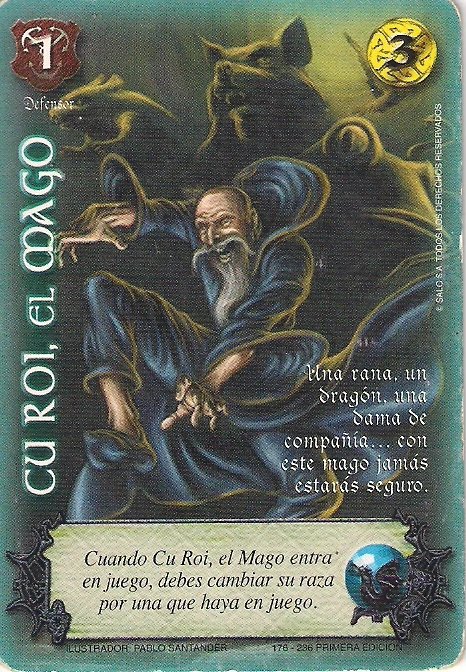 1
3
Defensor
CU ROI, EL MAGO
© SALO S.A. TODOS LOS DERECHOS RESERVADOS
Una rana, un
dragón, una
dama de
compañía... con
este mago jamás
estarás seguro.
Cuando Cu Roi, el Mago entra
en juego, debes cambiar su raza
por una que haya en juego.
ILUSTRADOR: PABLO SANTANDER
176 - 236 PRIMERA EDICION